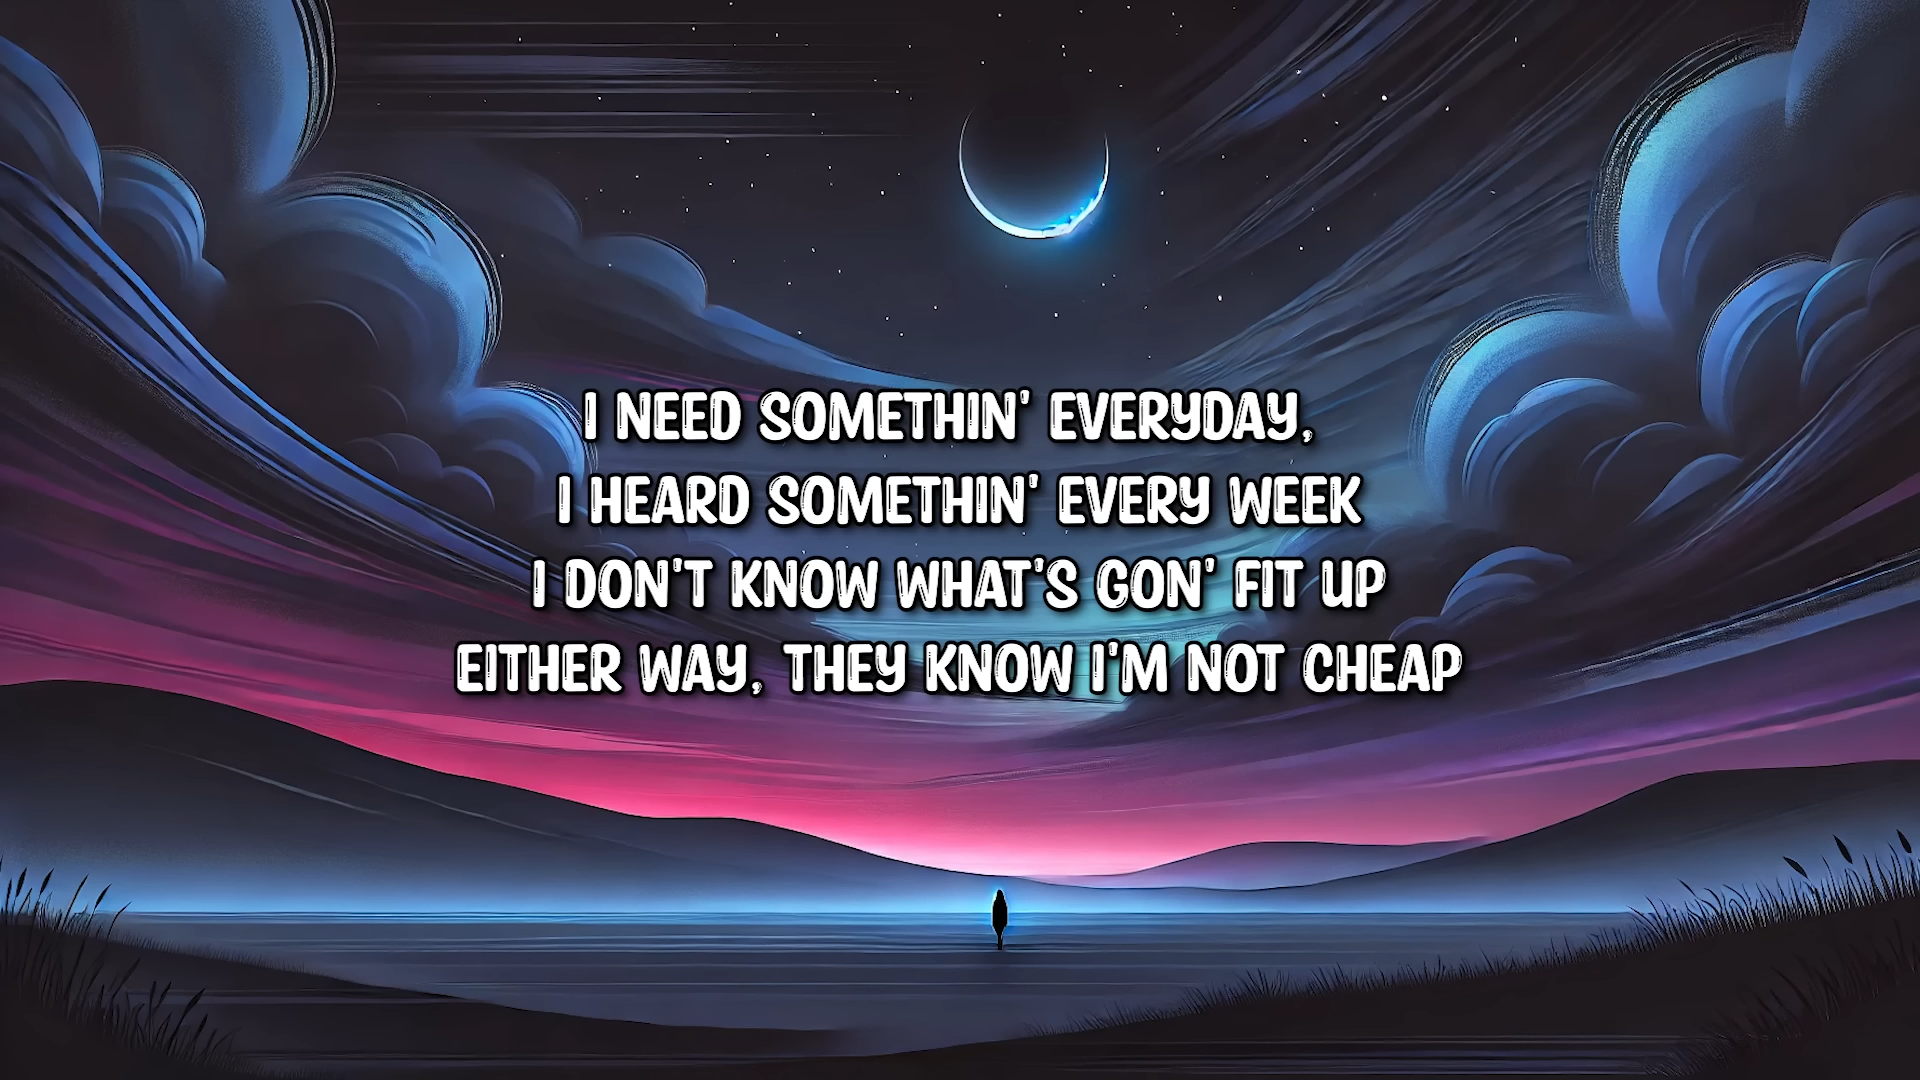 I NEED SOMETHIN' EVERYDAY,
I HEARD SOMETHIN' EVERY WEEK
I DON'T KNOW WHAT'S GON' FIT UP
EITHER WAY, THEY KNOW I'M NOT CHEAP